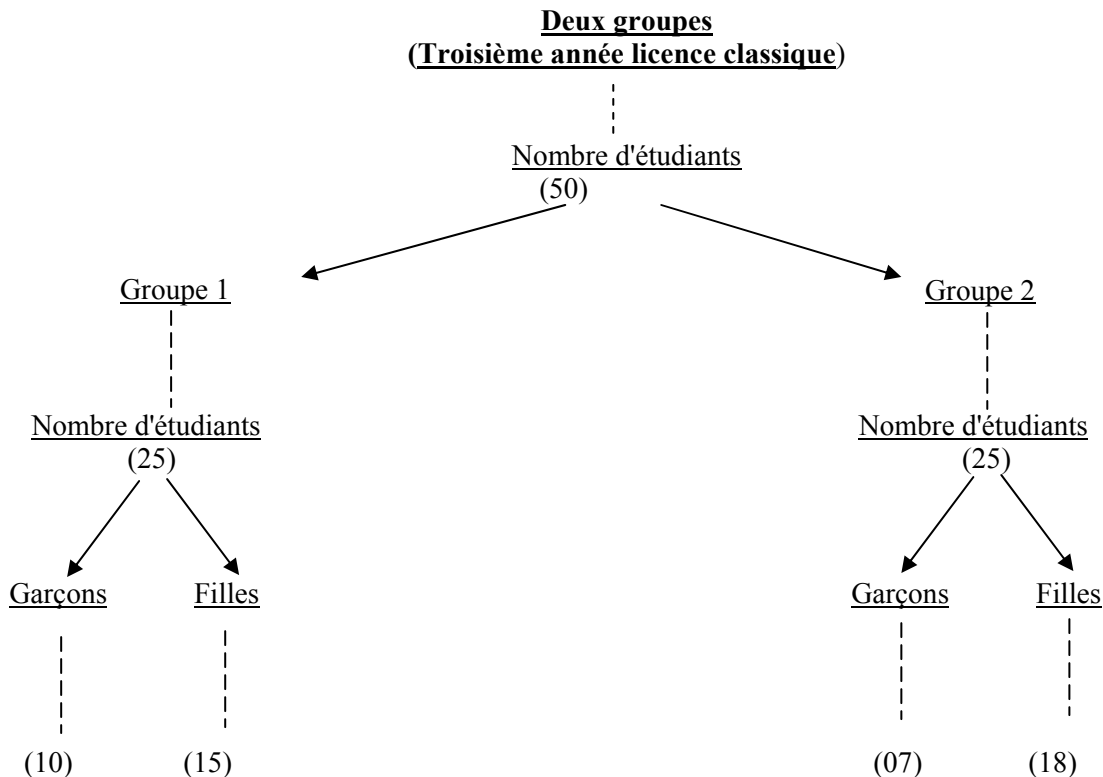 Deux groupes
(Troisième année licence classique)
Nombre d'étudiants
(50)
Groupe 1
Groupe 2
Nombre d'étudiants
(25)
Nombre d'étudiants
(25)
Garçons
Filles
Garçons
Filles
(10)
(15)
(07)
(18)